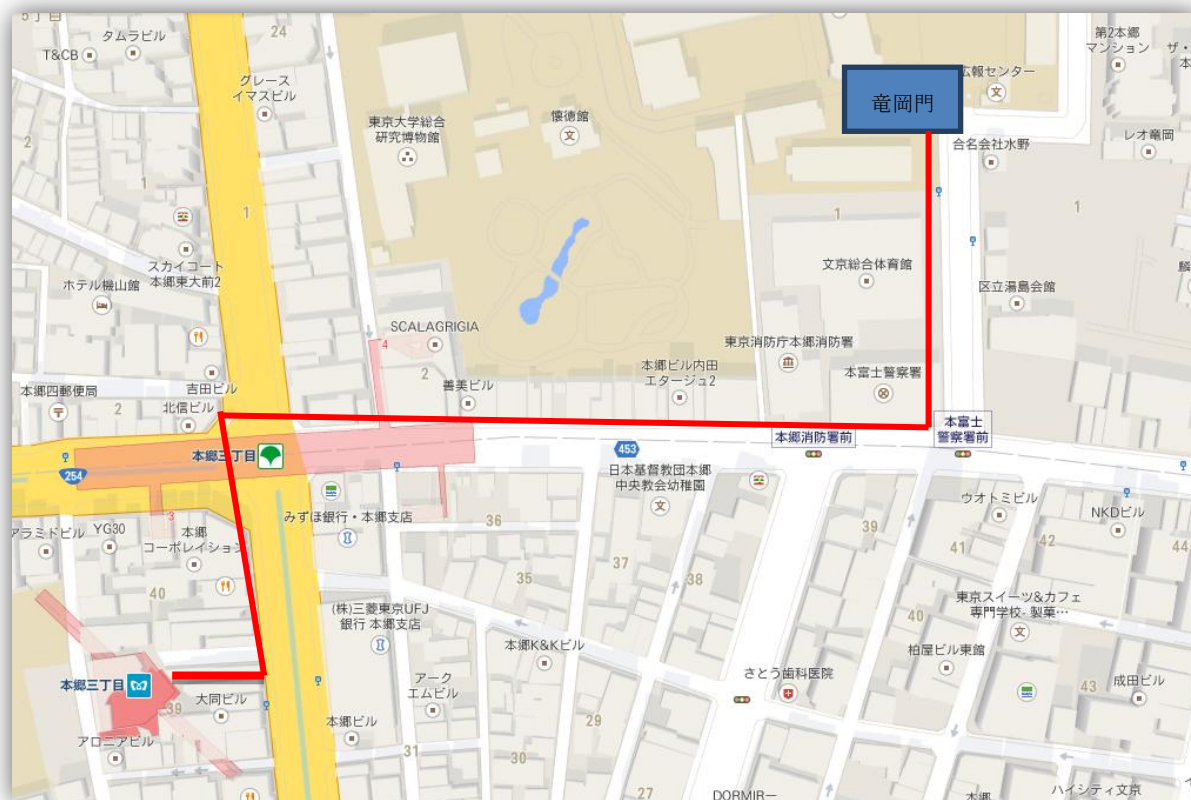 5丁目
タムラビル
T&CB
24
グレース
イマスビル
東京大学総合
研究博物館
懐徳館
竜岡門
広報センター
第2本郷
マンション
ザ・
合名会社水野
レオ竜岡
2
1
1
1
1
スカイコート
本郷東大前2
ホテル機山館
文京総合体育館
区立湯島会館
麟
SCALAGRIGIA
4
2
善美ビル
本郷ビル内田
エタージュ2
東京消防庁本郷消防署
本富士警察署
吉田ビル
本郷四郵便局
2
北信ビル
本郷三丁目
254
453
本郷消防署前
本富士
警察署前
日本基督教団本郷
中央教会幼稚園
みずほ銀行・本郷支店
3
アラミドビル
YG30
本郷
コーポレイション
36
39
ウオトミビル
NKDビル
41
42
44
37
38
35
40
40
(株)三菱東京UFJ
銀行 本郷支店
本郷K&Kビル
東京スイーツ&カフェ
専門学校- 製菓…
柏屋ビル東館
さとう歯科医院
本郷三丁目
39
大同ビル
アーク
エムビル
43
成田ビル
アロニアビル
本郷ビル
29
31
30
27
DORMIR一
本郷
ハイシティ文京